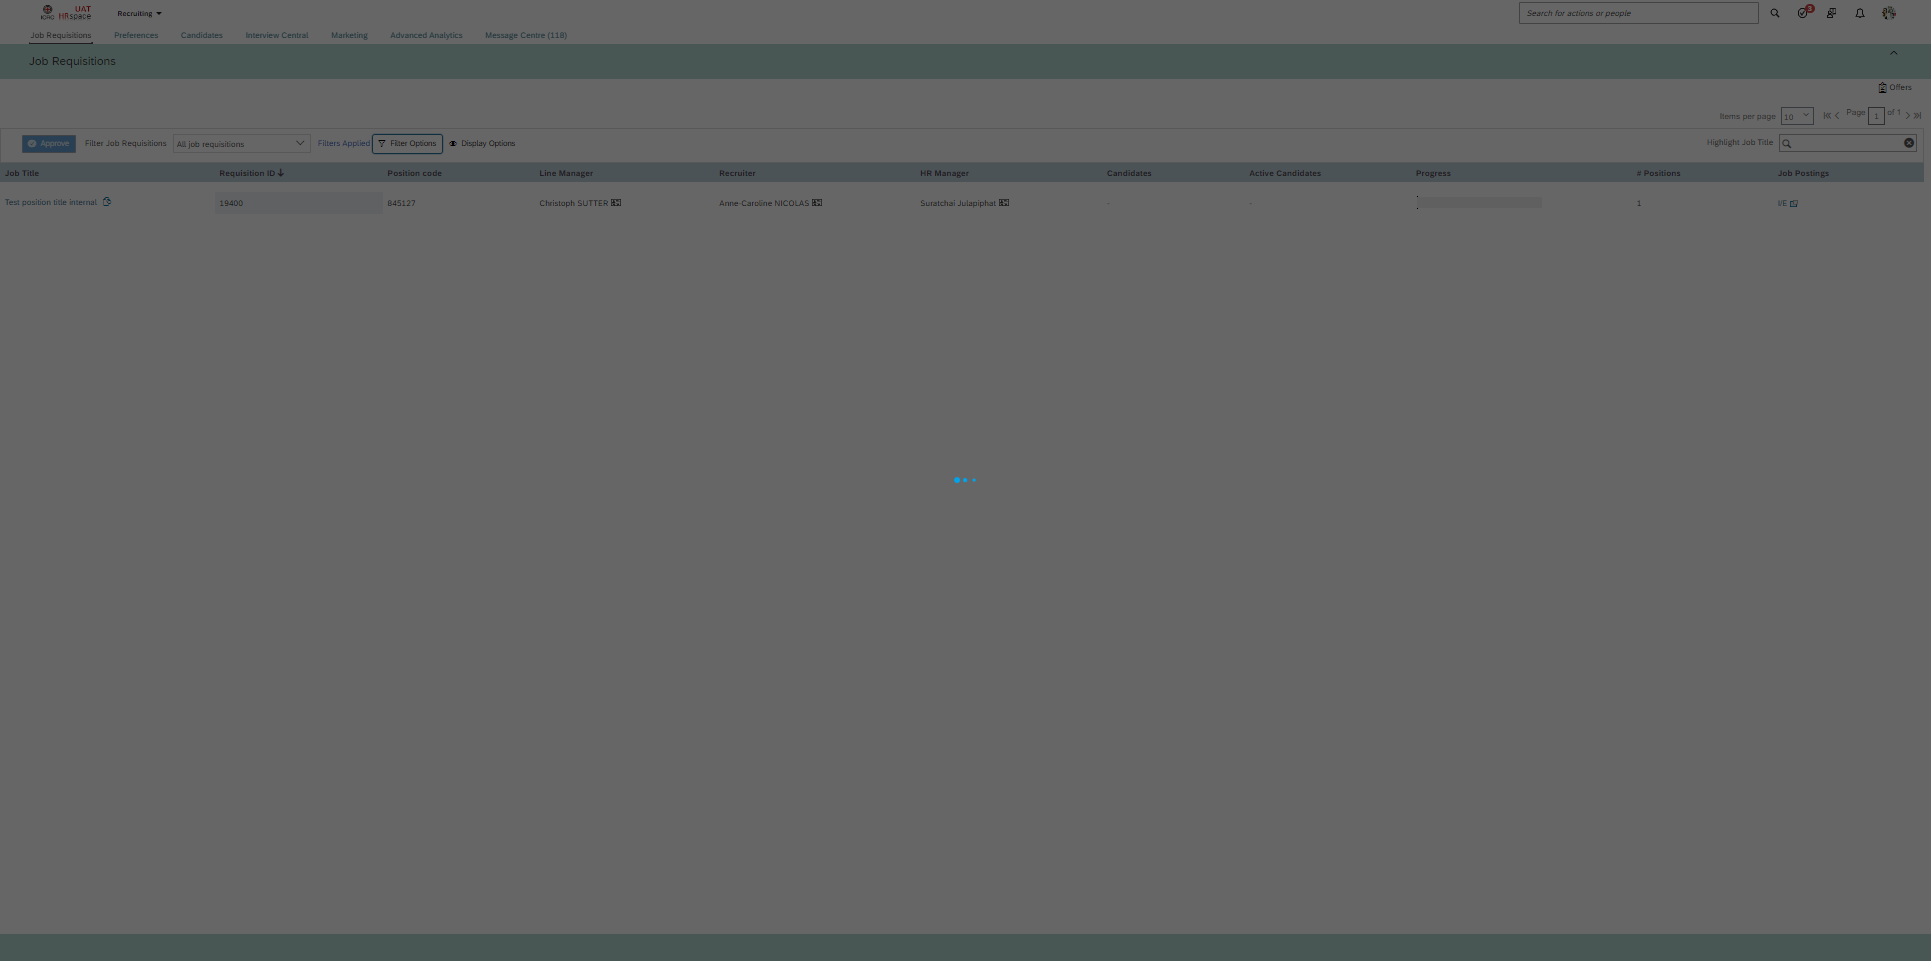 UAT
ICRC HRspace
Recruiting
Search for actions or people
3
Job Requisitions Preferences Candidates Interview Central Marketing Advanced Analytics Message Centre (118)
Job Requisitions
Offers
Items per page 10 Page 1 of 1
Approve Filter Job Requisitions All job requisitions Filters Applied Filter Options Display Options Highlight Job Title
Job Title Requisition ID Position code Line Manager Recruiter HR Manager Candidates Active Candidates Progress # Positions Job Postings
Test position title internal 19400 845127 Christoph SUTTER Anne-Caroline NICOLAS Suratchai Julapiphat - - 1 I/E